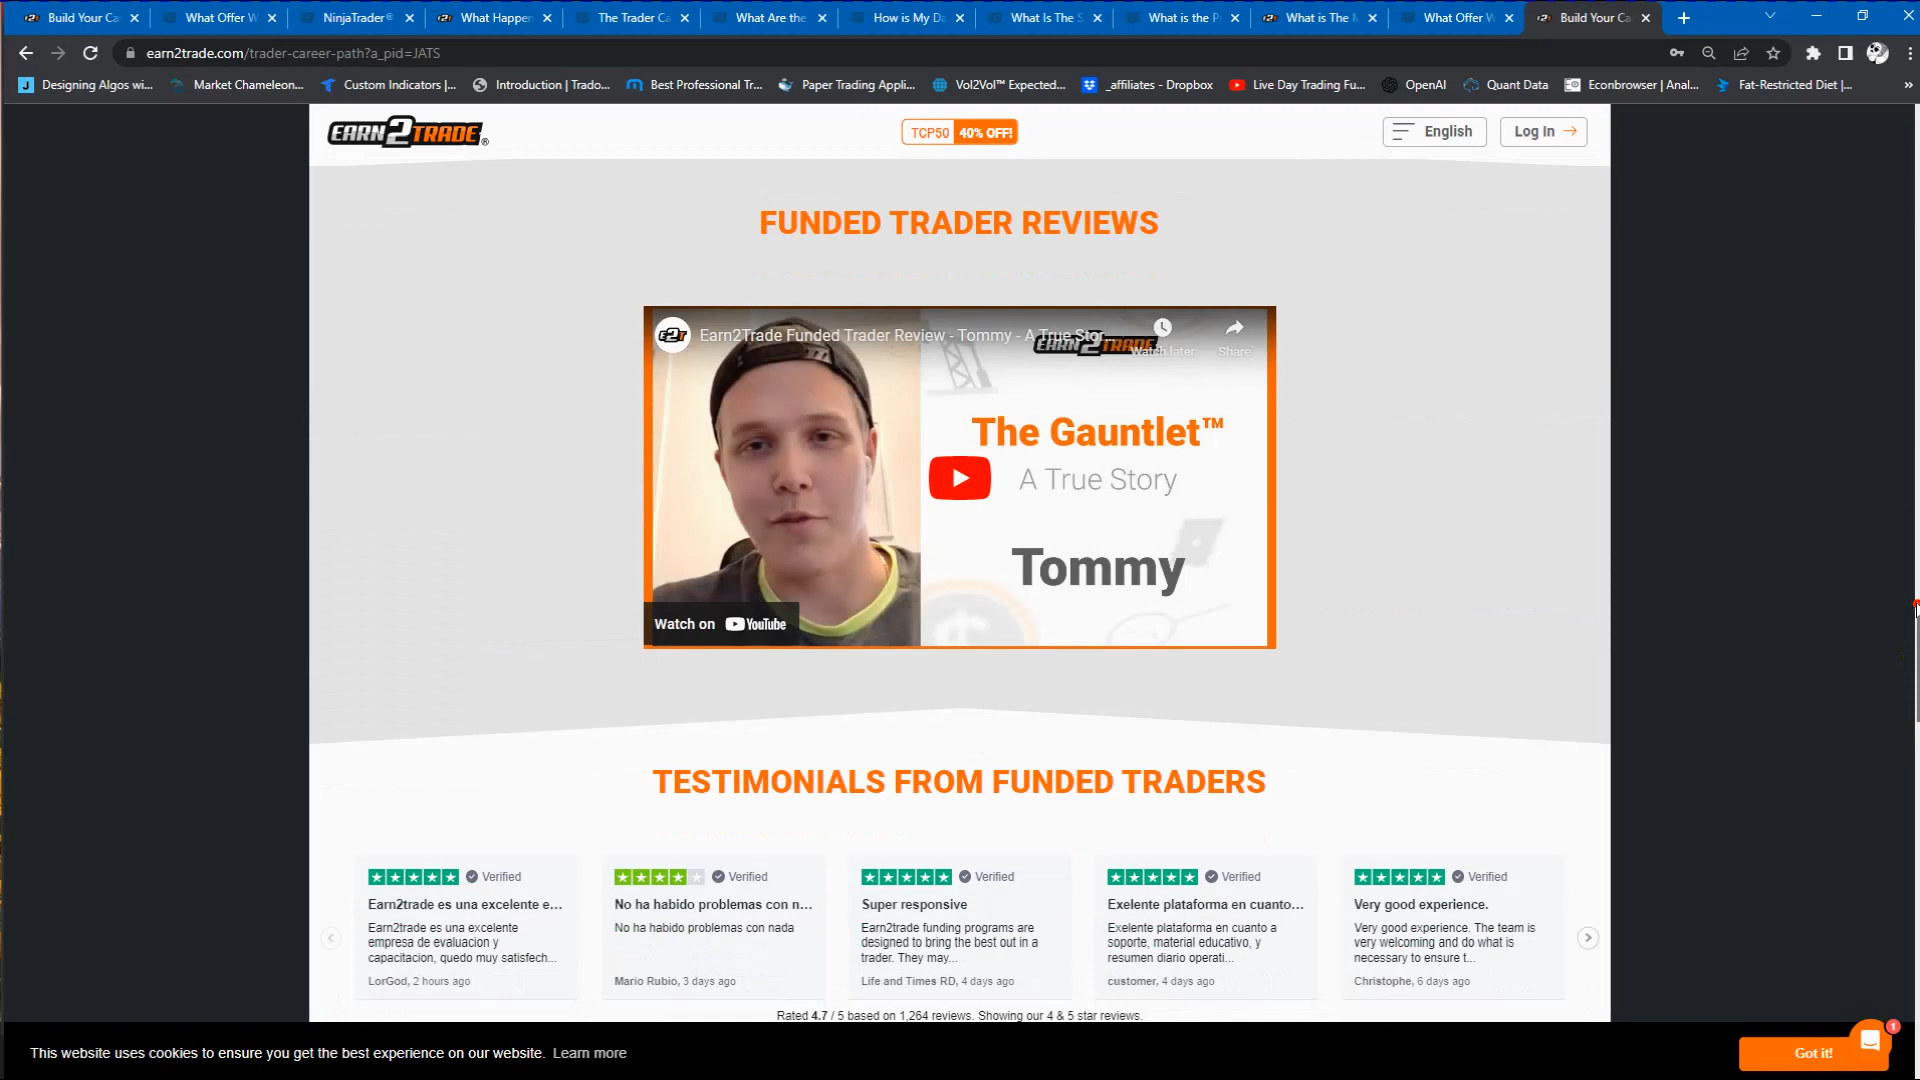 Build Your Ca
What Offer W
NinjaTrader®
What Happen
The Trader Ca
What Are the
How is My Da
What Is The S
What is the P
What is The M
What Offer W
Build Your Ca
earn2trade.com/trader-career-path?a_pid=JATS
Designing Algos wi...
Market Chameleon...
Custom Indicators |...
Introduction | Trado...
Best Professional Tr...
Paper Trading Appli...
Vol2Vol™ Expected...
_affiliates - Dropbox
Live Day Trading Fu...
OpenAI
Quant Data
Econbrowser | Anal...
Fat-Restricted Diet |...
»
EARN2TRADE®
TCP50 40% OFF!
English
Log In
FUNDED TRADER REVIEWS
e2T
Earn2Trade Funded Trader Review - Tommy - A True Stor...
EARN2TRADE
Watch later
Share
The Gauntlet™
A True Story
Tommy
Watch on YouTube
TESTIMONIALS FROM FUNDED TRADERS
Verified
Earn2trade es una excelente e...
Earn2trade es una excelente
empresa de evaluacion y
capacitacion, quedo muy satisfech...
LorGod, 2 hours ago
Verified
No ha habido problemas con n...
No ha habido problemas con nada
Mario Rubio, 3 days ago
Verified
Super responsive
Earn2trade funding programs are
designed to bring the best out in a
trader. They may...
Life and Times RD, 4 days ago
Verified
Exelente plataforma en cuanto...
Exelente plataforma en cuanto a
soporte, material educativo, y
resumen diario operati...
customer, 4 days ago
Verified
Very good experience.
Very good experience. The team is
very welcoming and do what is
necessary to ensure t...
Christophe, 6 days ago
Rated 4.7 / 5 based on 1,264 reviews. Showing our 4 & 5 star reviews.
This website uses cookies to ensure you get the best experience on our website. Learn more
Got it!
1